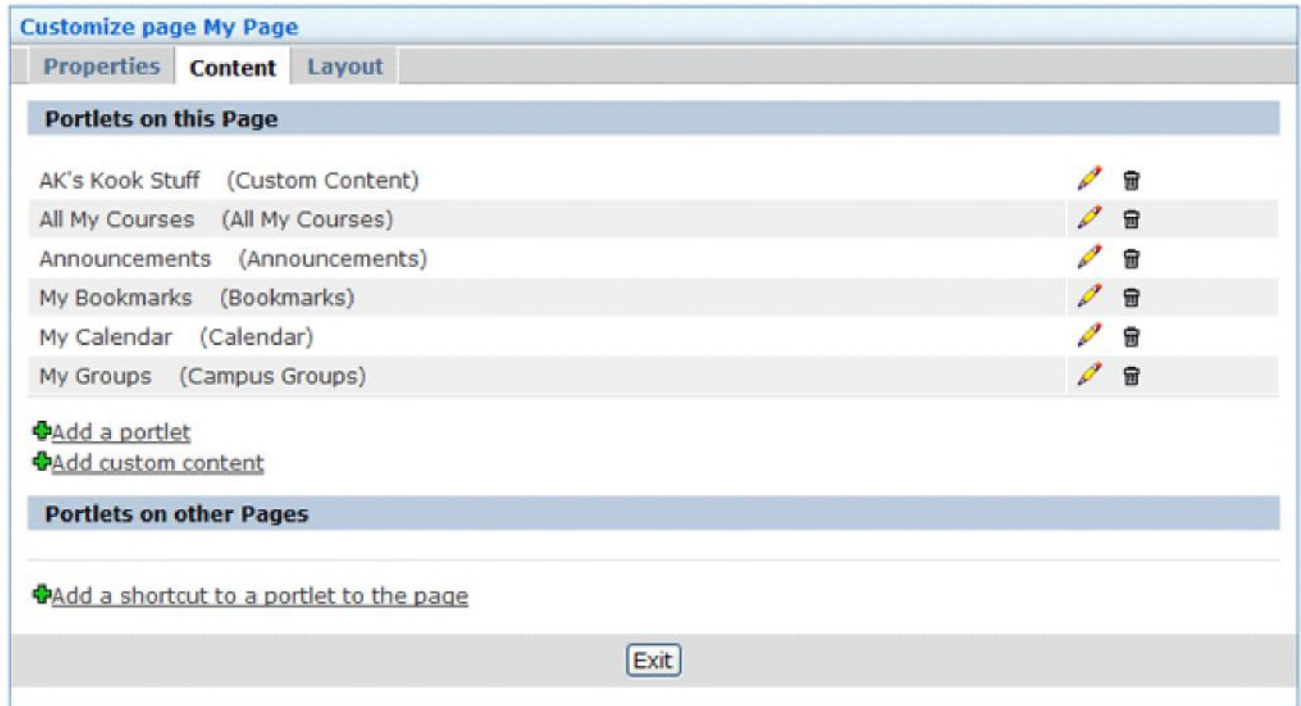 Customize page My Page
Properties Content Layout
Portlets on this Page
AK's Kook Stuff (Custom Content)
All My Courses (All My Courses)
Announcements (Announcements)
My Bookmarks (Bookmarks)
My Calendar (Calendar)
My Groups (Campus Groups)
Add a portlet
Add custom content
Portlets on other Pages
Add a shortcut to a portlet to the page
Exit